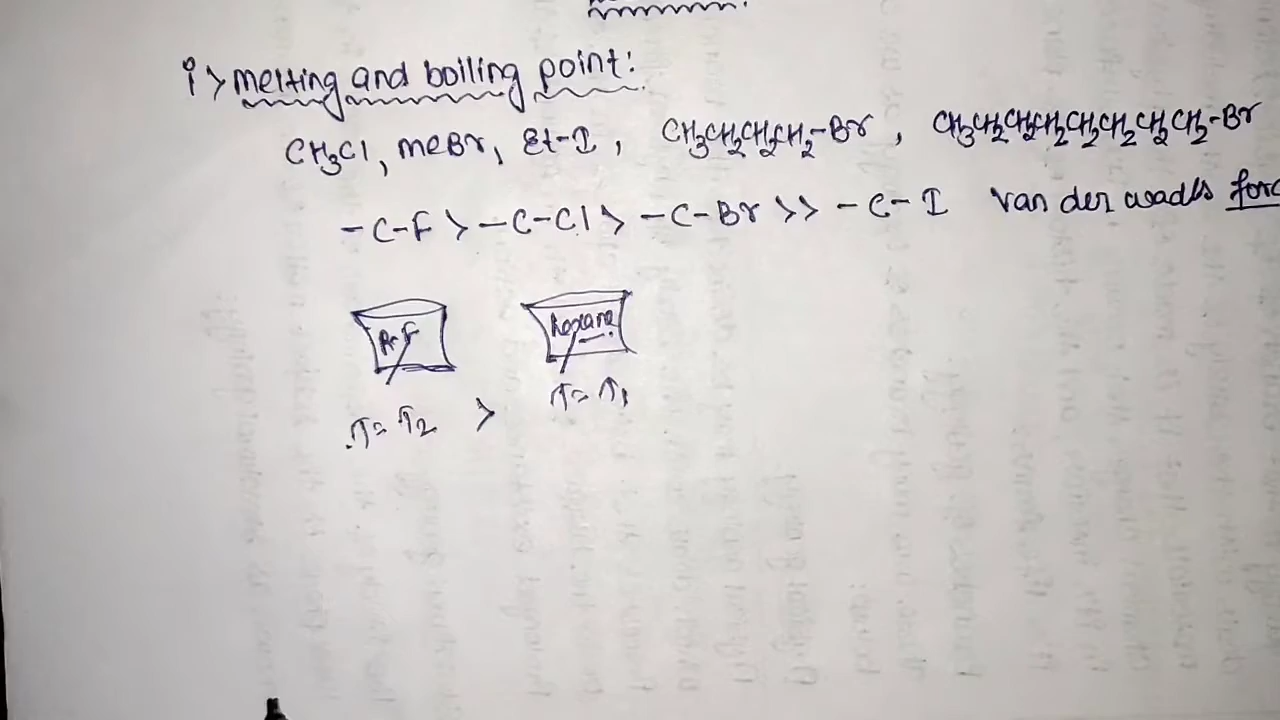 i> melting and boiling point:
CH3Cl, MeBr, Et-I, CH3CH2CH2CH2-Br, CH3CH2CH2CH2CH2CH2CH2CH2-Br
-C-F > -C-Cl > -C-Br >> -C-I Van der waals forc
R-F
T= T2 > T= T1